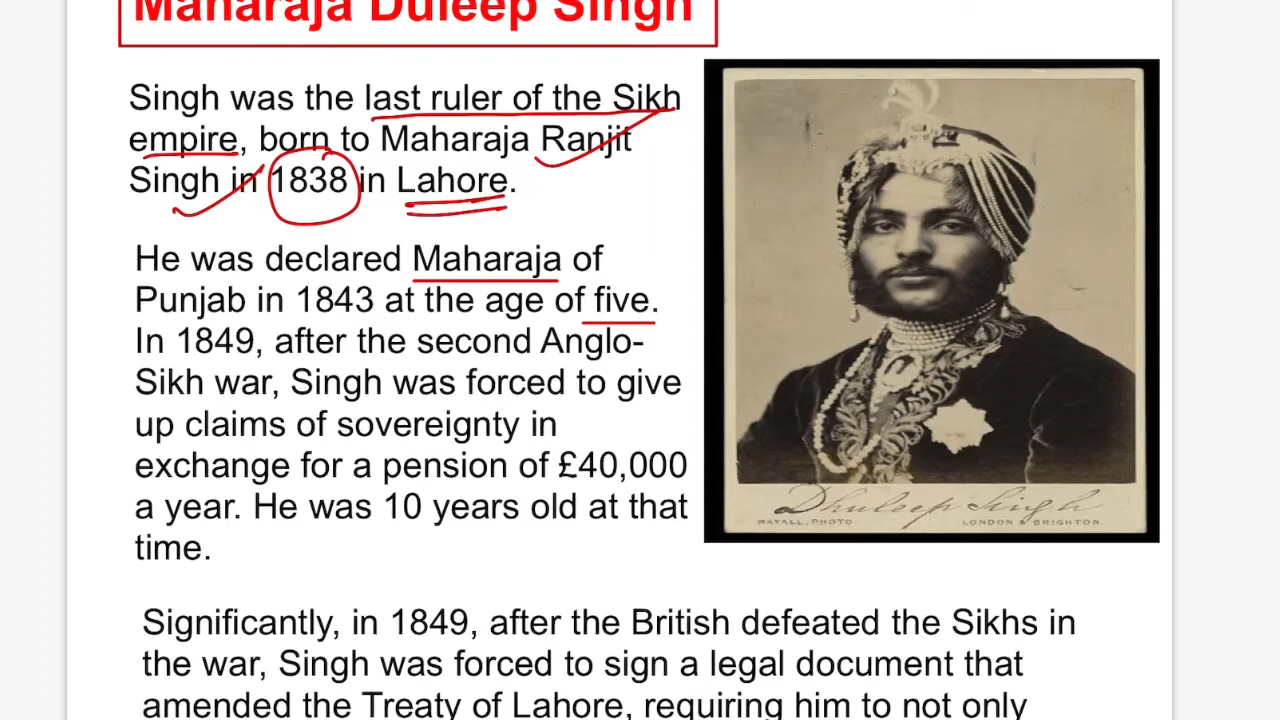 Maharaja Duleep Singh
Singh was the last ruler of the Sikh
empire, born to Maharaja Ranjit
Singh in 1838 in Lahore.
He was declared Maharaja of
Punjab in 1843 at the age of five.
In 1849, after the second Anglo-
Sikh war, Singh was forced to give
up claims of sovereignty in
exchange for a pension of £40,000
a year. He was 10 years old at that
time.
Dhuleep Singh
MAYALL, PHOTO. LONDON & BRIGHTON.
Significantly, in 1849, after the British defeated the Sikhs in
the war, Singh was forced to sign a legal document that
amended the Treaty of Lahore, requiring him to not only